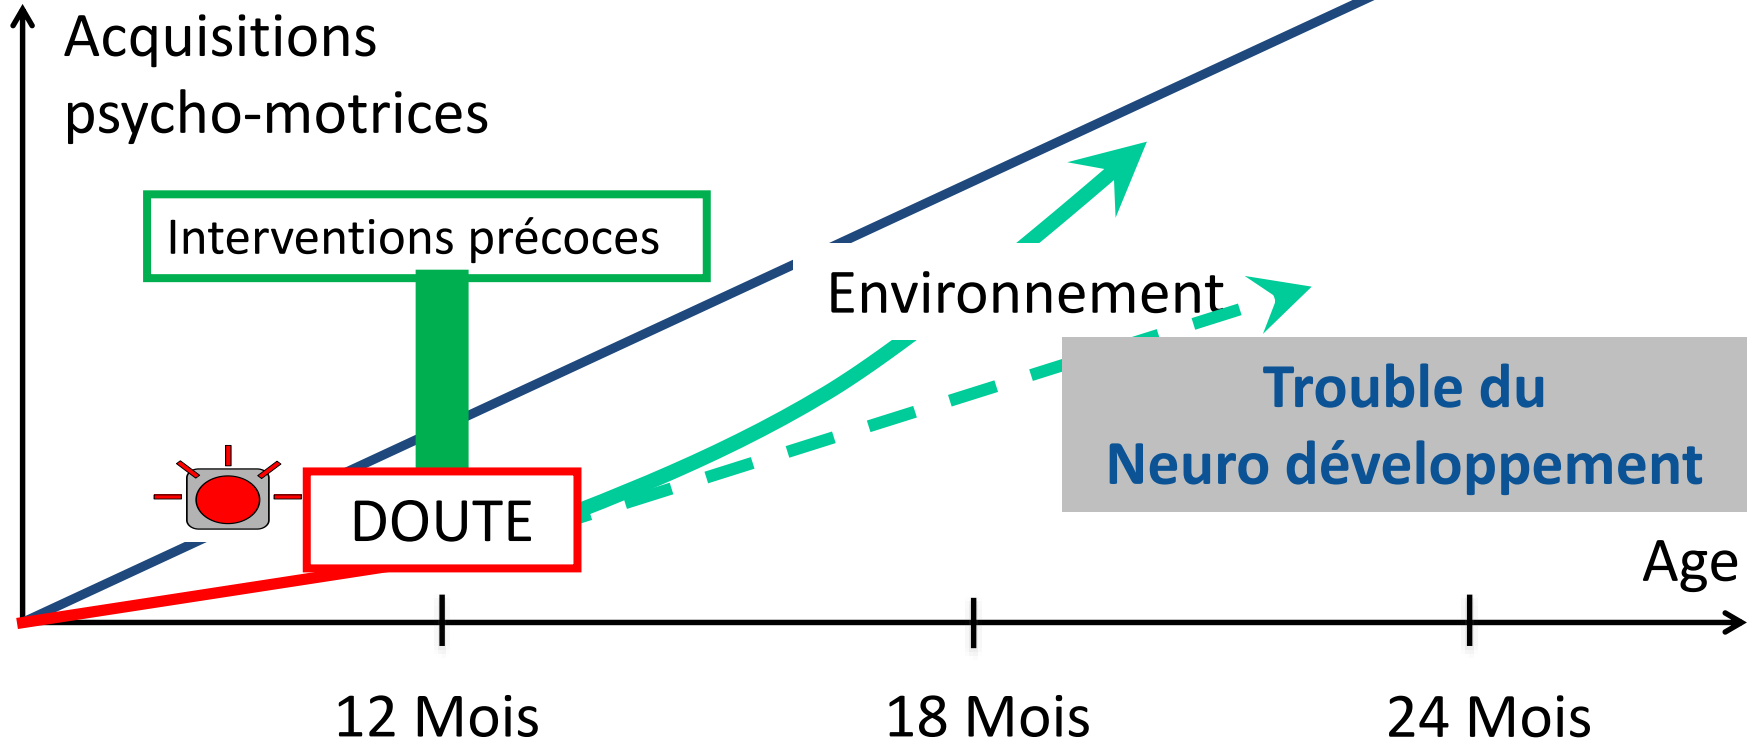 Acquisitions
psycho-motrices
Interventions précoces
Environnement
Trouble du
Neuro développement
DOUTE
Age
12 Mois
18 Mois
24 Mois